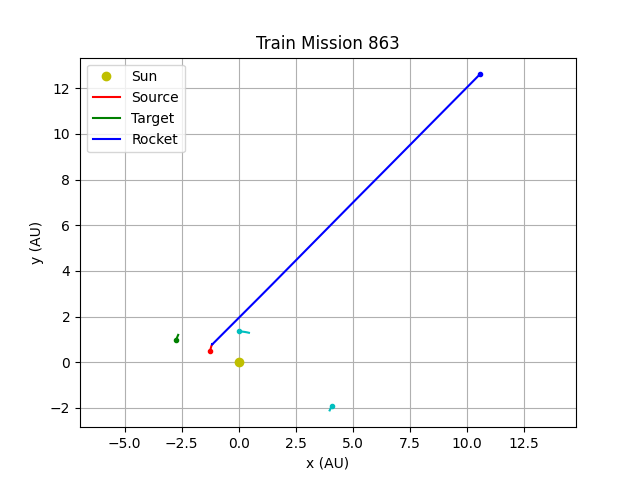 Train Mission 863
Sun
Source
Target
Rocket
12
10
8
6
4
2
0
−2
y (AU)
−5.0 −2.5 0.0 2.5 5.0 7.5 10.0 12.5
x (AU)